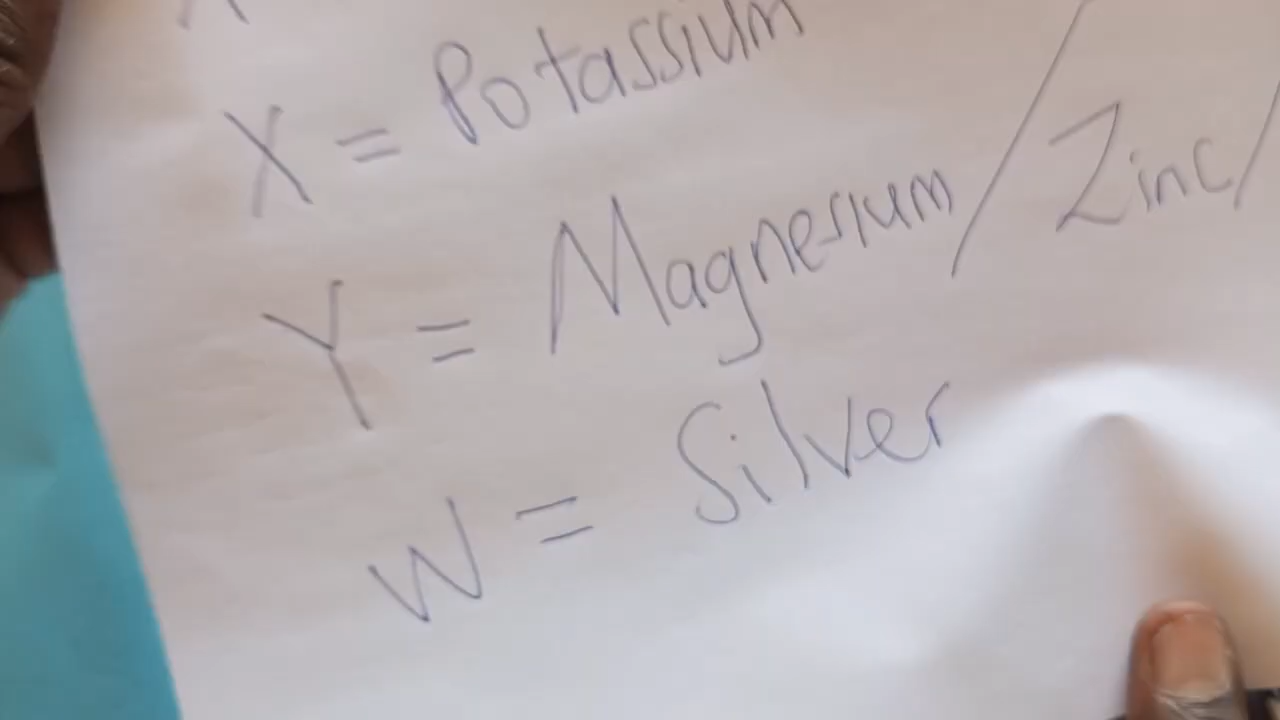 X = Potassium
Y = Magnesium / Zinc /
W = Silver